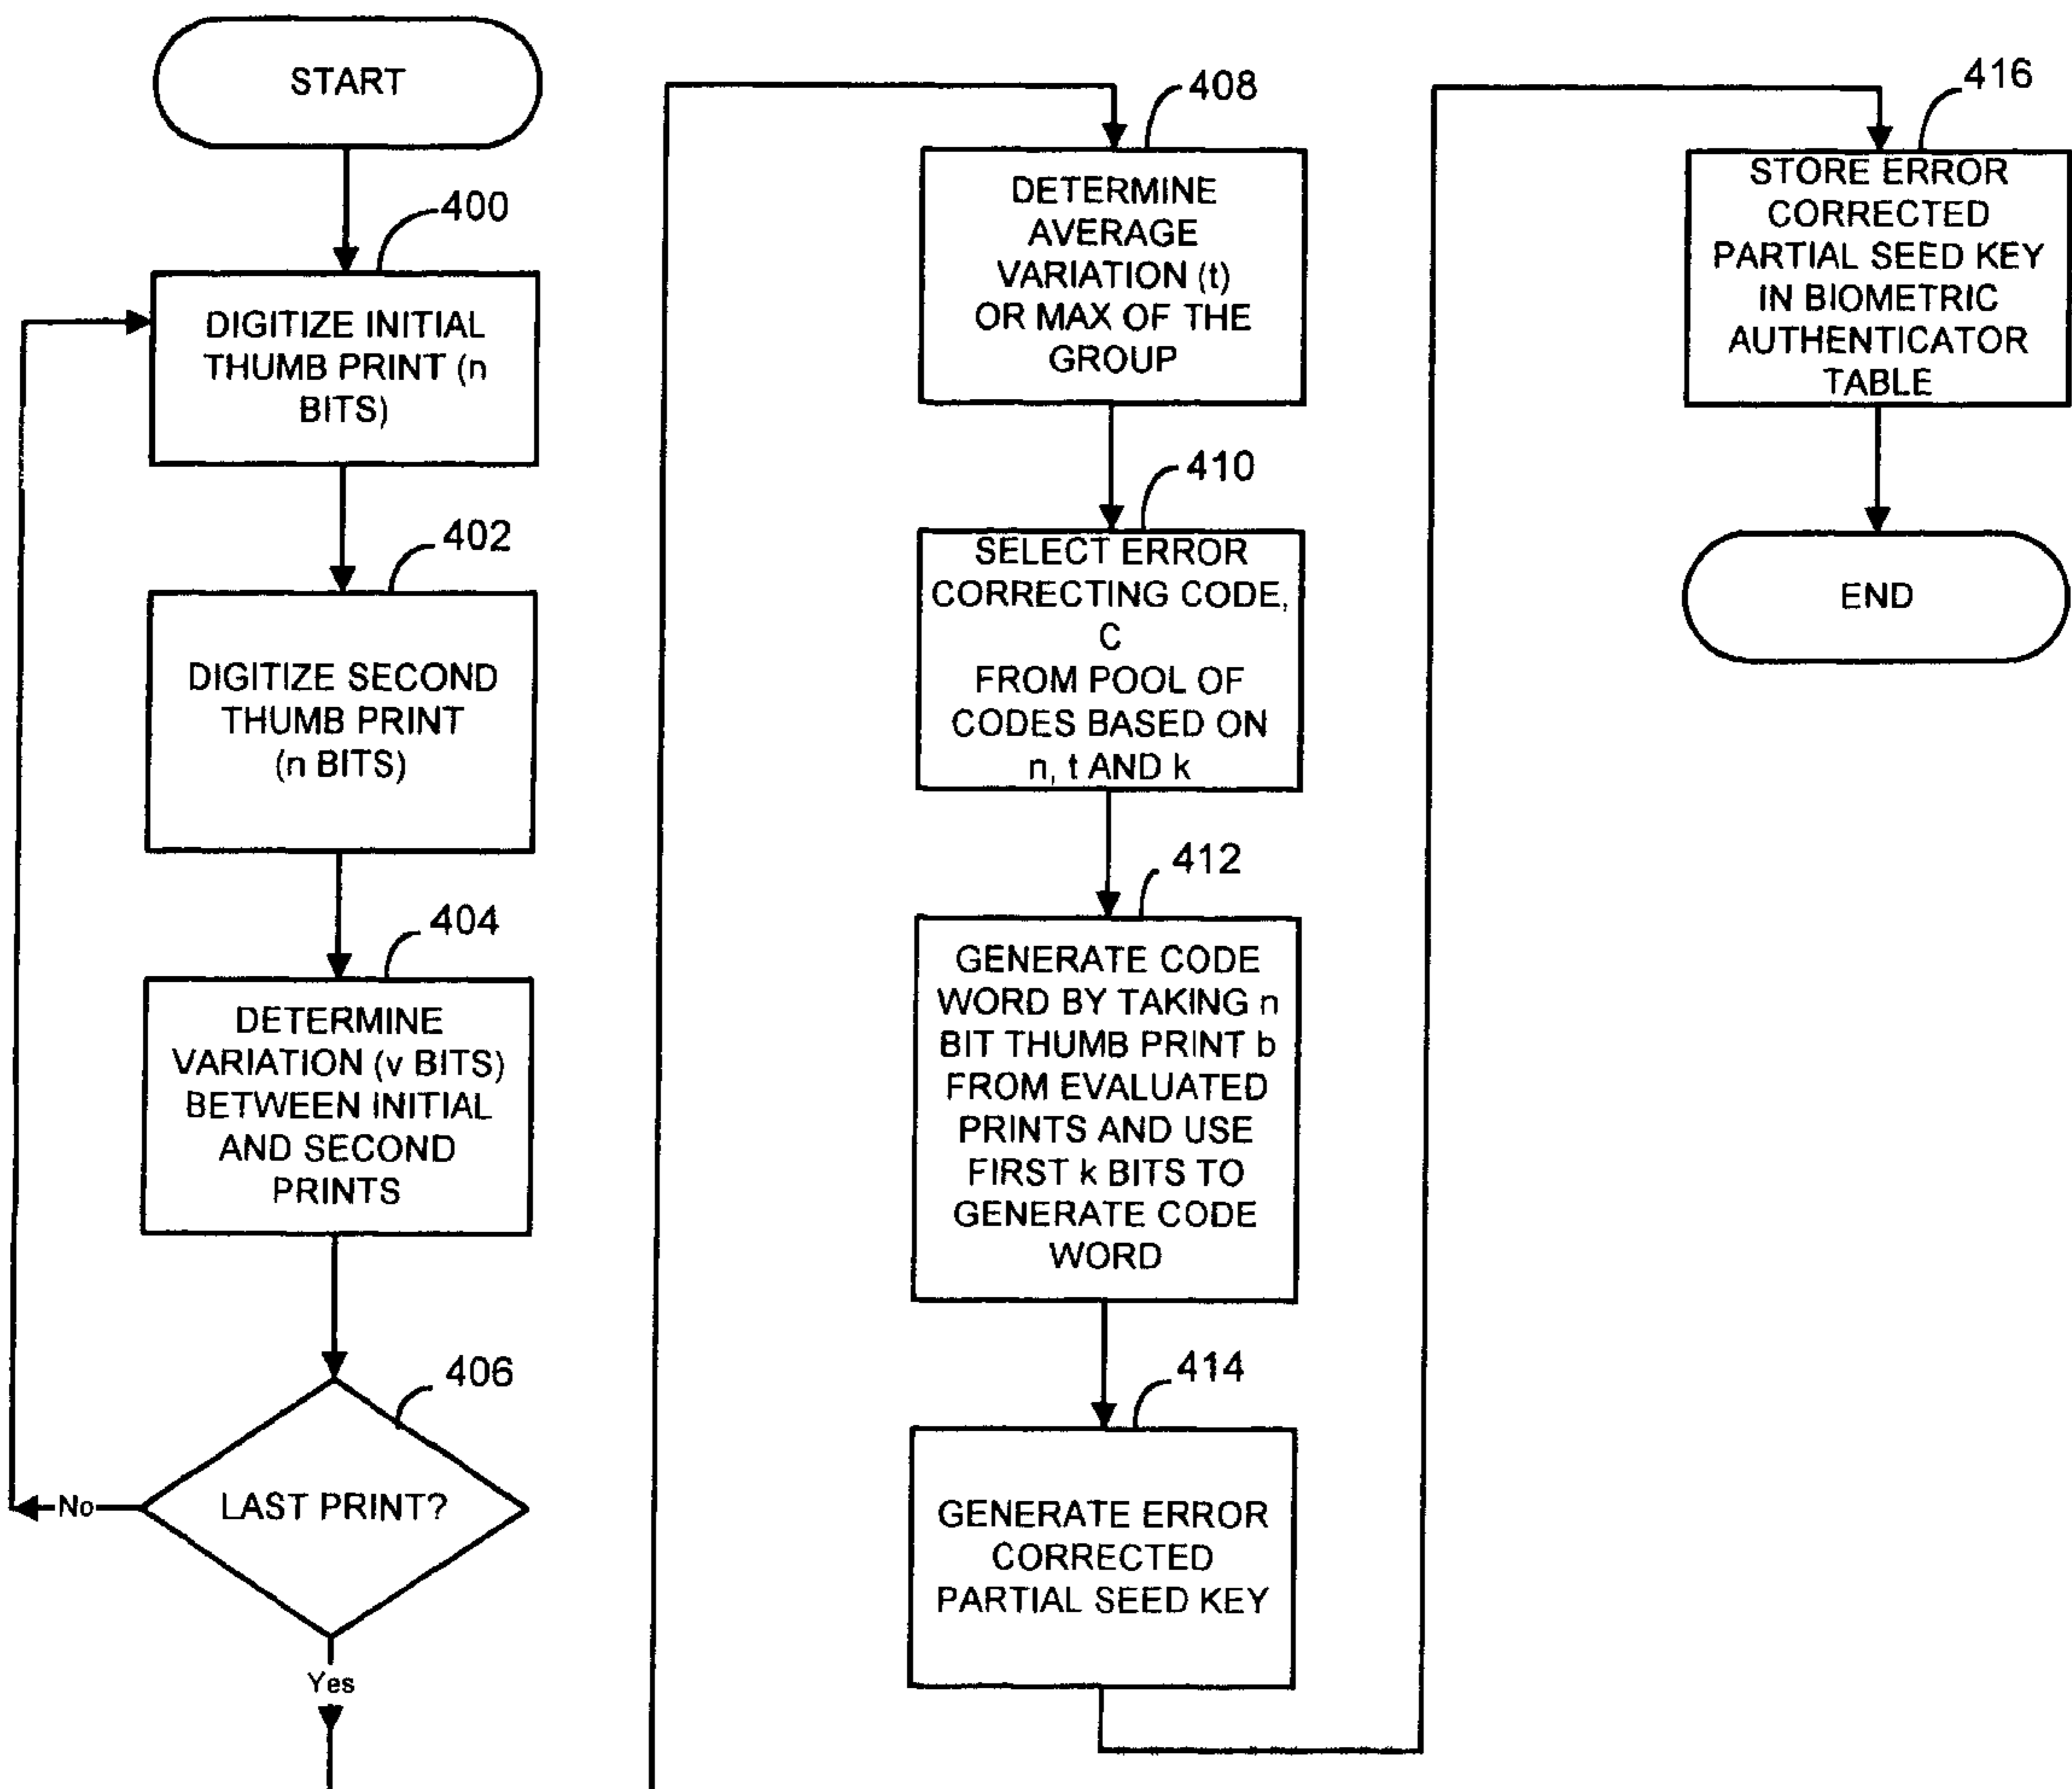 START
400
DIGITIZE INITIAL
THUMB PRINT (n
BITS)
402
DIGITIZE SECOND
THUMB PRINT
(n BITS)
404
DETERMINE
VARIATION (v BITS)
BETWEEN INITIAL
AND SECOND
PRINTS
406
LAST PRINT?
No
Yes
408
DETERMINE
AVERAGE
VARIATION (t)
OR MAX OF THE
GROUP
410
SELECT ERROR
CORRECTING CODE,
C
FROM POOL OF
CODES BASED ON
n, t AND k
412
GENERATE CODE
WORD BY TAKING n
BIT THUMB PRINT b
FROM EVALUATED
PRINTS AND USE
FIRST k BITS TO
GENERATE CODE
WORD
414
GENERATE ERROR
CORRECTED
PARTIAL SEED KEY
416
STORE ERROR
CORRECTED
PARTIAL SEED KEY
IN BIOMETRIC
AUTHENTICATOR
TABLE
END